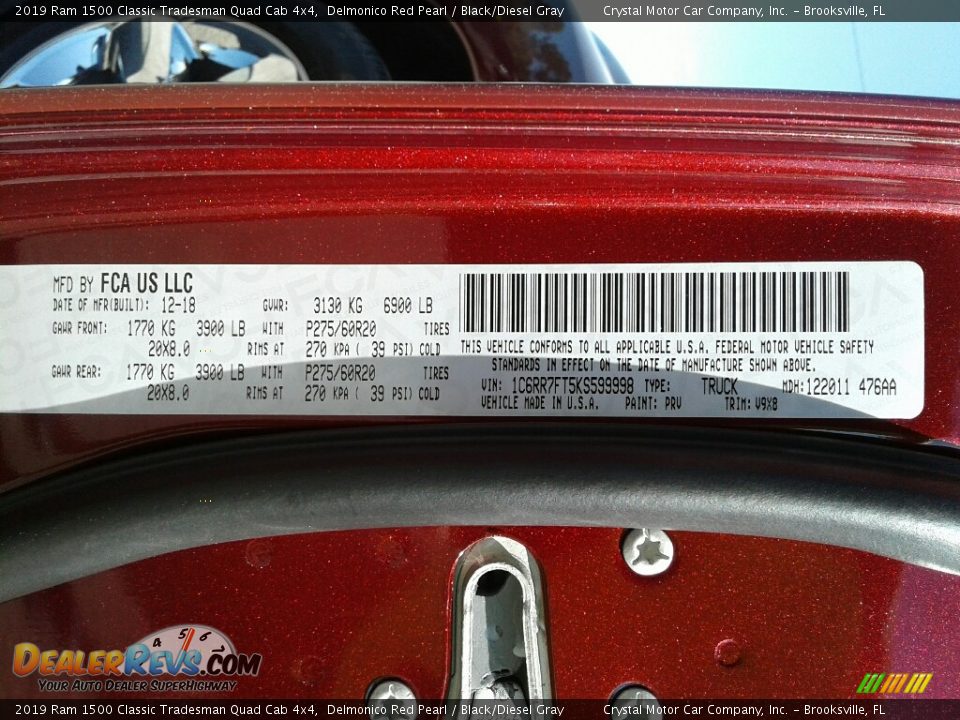 2019 Ram 1500 Classic Tradesman Quad Cab 4x4,  Delmonico Red Pearl / Black/Diesel Gray  Crystal Motor Car Company, Inc. – Brooksville, FL
MFD BY FCA US LLC
DATE OF MFR(BUILT): 12-18 GVWR: 3130 KG 6900 LB
GAWR FRONT: 1770 KG 3900 LB WITH P275/60R20 TIRES
20X8.0 RIMS AT 270 KPA ( 39 PSI) COLD
GAWR REAR: 1770 KG 3900 LB WITH P275/60R20 TIRES
20X8.0 RIMS AT 270 KPA ( 39 PSI) COLD
THIS VEHICLE CONFORMS TO ALL APPLICABLE U.S.A. FEDERAL MOTOR VEHICLE SAFETY
STANDARDS IN EFFECT ON THE DATE OF MANUFACTURE SHOWN ABOVE.
VIN: 1C6RR7FT5KS599998 TYPE: TRUCK MDH: 122011 476AA
VEHICLE MADE IN U.S.A. PAINT: PRV TRIM: V9X8
4 5 6
DEALERREVS.COM
YOUR AUTO DEALER SUPERHIGHWAY
2019 Ram 1500 Classic Tradesman Quad Cab 4x4,  Delmonico Red Pearl / Black/Diesel Gray  Crystal Motor Car Company, Inc. – Brooksville, FL